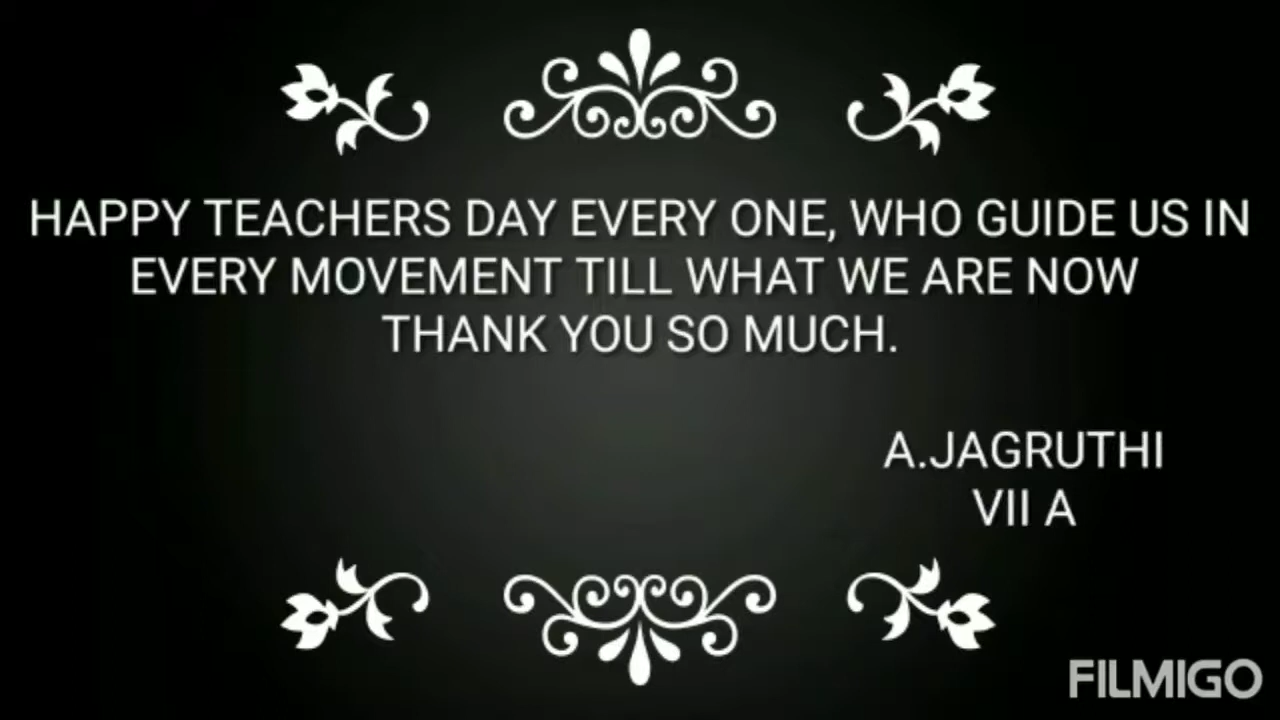 HAPPY TEACHERS DAY EVERY ONE, WHO GUIDE US IN
EVERY MOVEMENT TILL WHAT WE ARE NOW
THANK YOU SO MUCH.
A.JAGRUTHI
VII A
FILMIGO